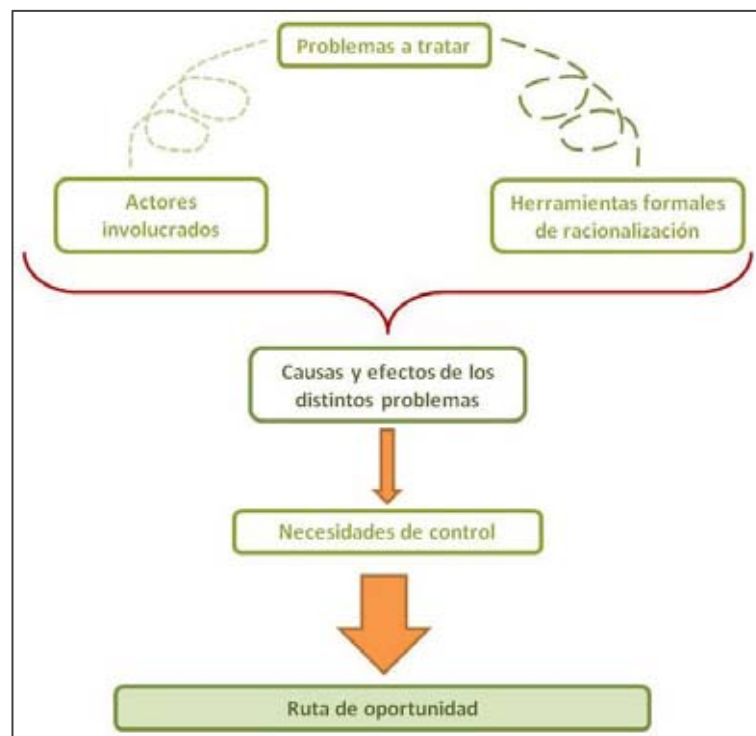 Problemas a tratar
Actores
involucrados
Herramientas formales
de racionalización
Causas y efectos de los
distintos problemas
Necesidades de control
Ruta de oportunidad